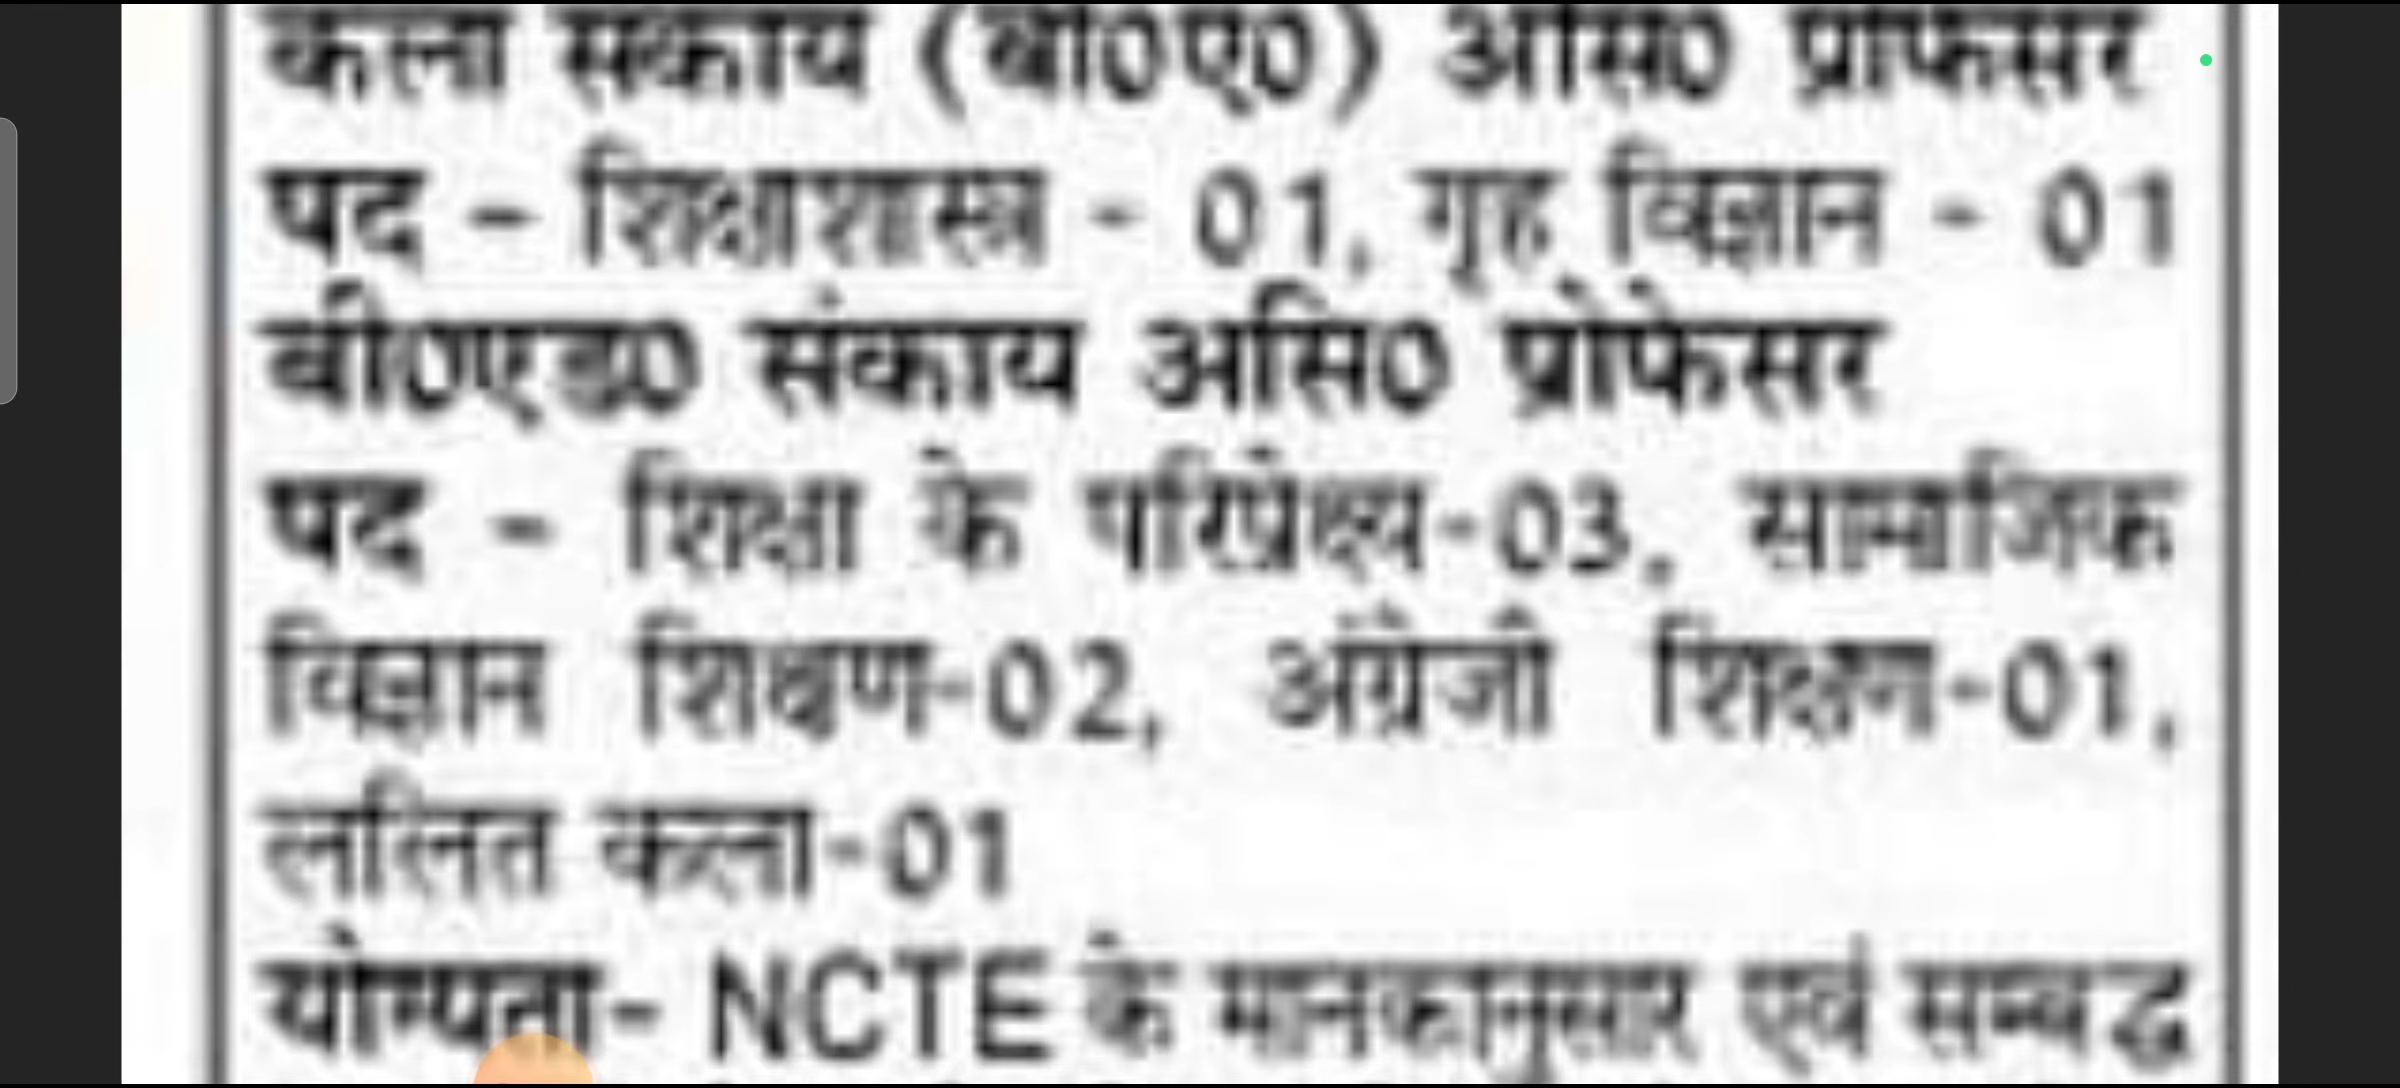 कला संकाय (बी0ए0) असि0 प्रोफेसर
पद - शिक्षाशास्त्र - 01, गृह विज्ञान - 01
बी0एड0 संकाय असि0 प्रोफेसर
पद - शिक्षा के परिप्रेक्ष्य-03, सामाजिक
विज्ञान शिक्षण-02, अंग्रेजी शिक्षण-01,
ललित कला-01
योग्यता- NCTE के मानकानुसार एवं सम्बद्ध